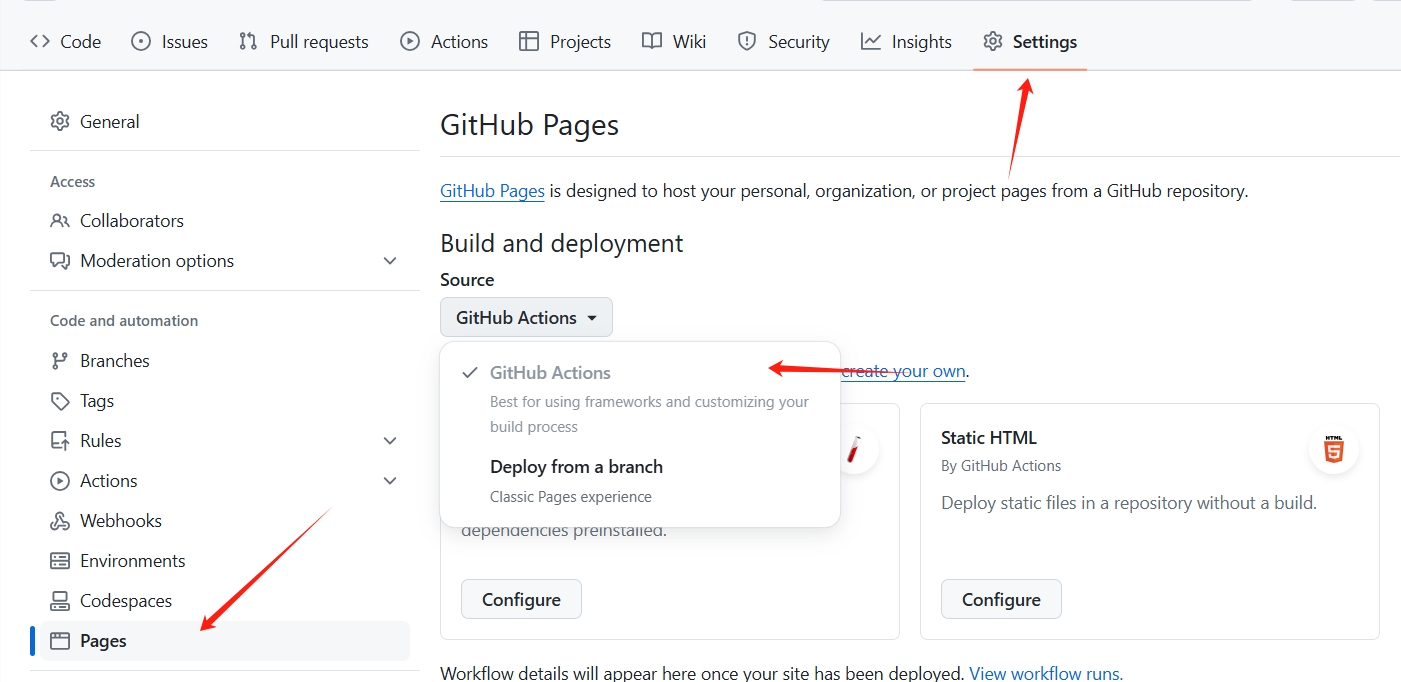 Code Issues Pull requests Actions Projects Wiki Security Insights Settings
General
Access
Collaborators
Moderation options
Code and automation
Branches
Tags
Rules
Actions
Webhooks
Environments
Codespaces
Pages
GitHub Pages
GitHub Pages is designed to host your personal, organization, or project pages from a GitHub repository.
Build and deployment
Source
GitHub Actions
GitHub Actions
Best for using frameworks and customizing your
build process
Deploy from a branch
Classic Pages experience
create your own.
dependencies preinstalled.
Configure
Static HTML
By GitHub Actions
Deploy static files in a repository without a build.
HTML
5
Configure
Workflow details will appear here once your site has been deployed. View workflow runs.